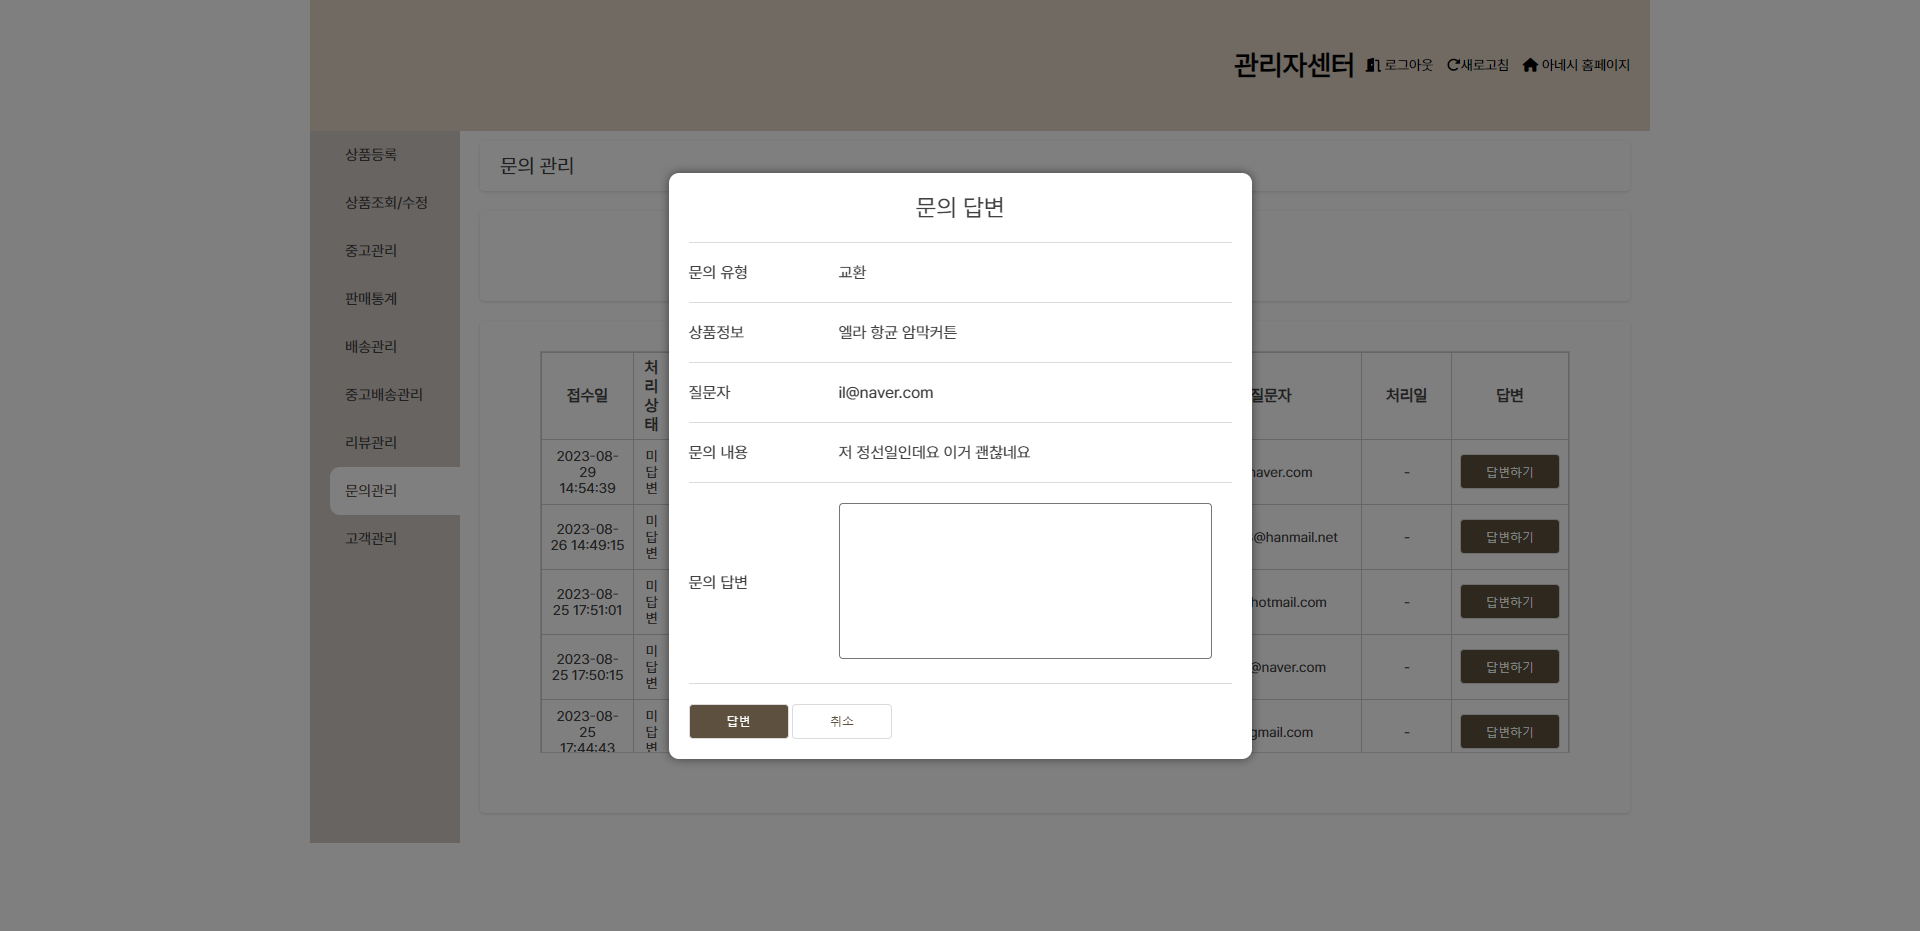 관리자센터 로그아웃 새로고침 아네시 홈페이지
상품등록
상품조회/수정
중고관리
판매통계
배송관리
중고배송관리
리뷰관리
문의관리
고객관리
문의 관리
문의 답변
문의 유형 교환
상품정보 엘라 항균 암막커튼
질문자 il@naver.com
문의 내용 저 정선일인데요 이거 괜찮네요
문의 답변
답변 취소
접수일 처리상태 질문자 처리일 답변
2023-08-29 14:54:39 미답변 naver.com - 답변하기
2023-08-26 14:49:15 미답변 @hanmail.net - 답변하기
2023-08-25 17:51:01 미답변 hotmail.com - 답변하기
2023-08-25 17:50:15 미답변 @naver.com - 답변하기
2023-08-25 17:44:43 미답변 gmail.com - 답변하기